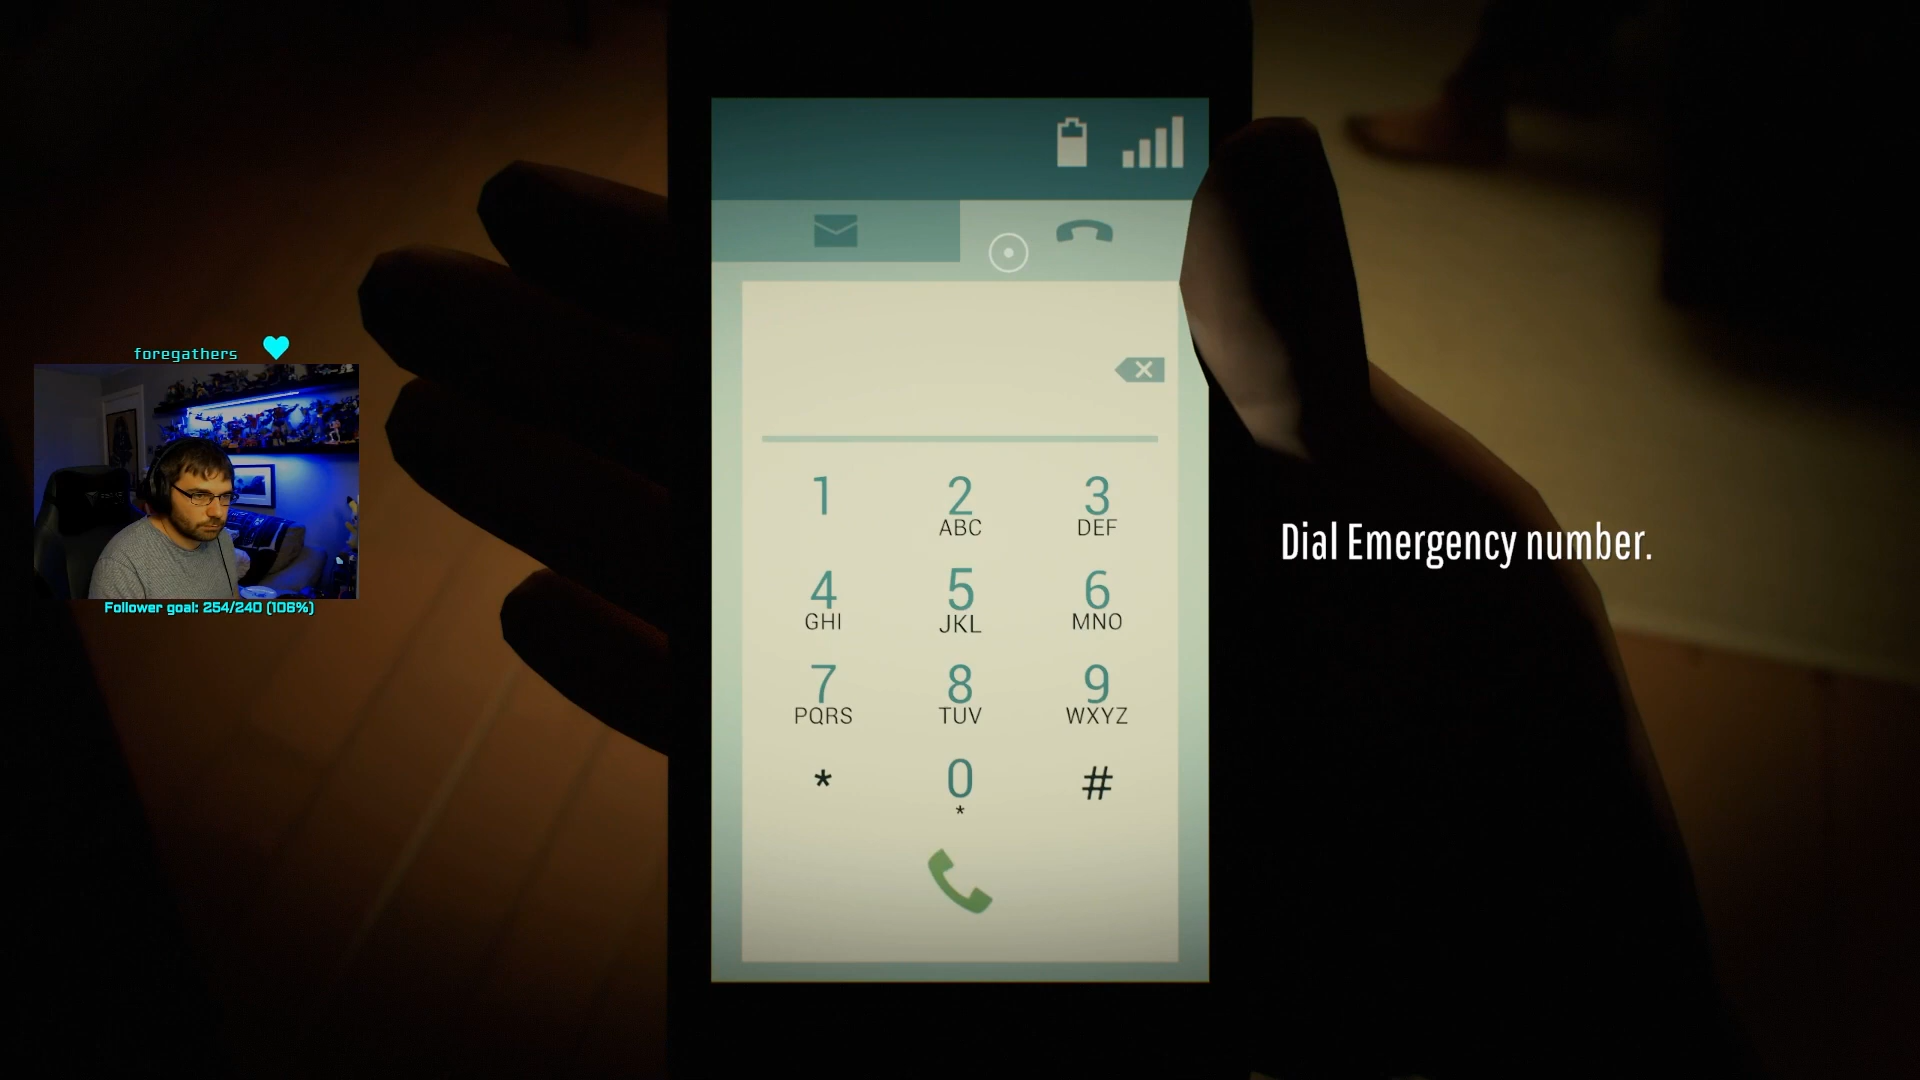 foregathers
Follower goal: 254/240 (106%)
1
2
3
ABC
DEF
4
5
6
GHI
JKL
MNO
7
8
9
PQRS
TUV
WXYZ
*
0
#
*
Dial Emergency number.